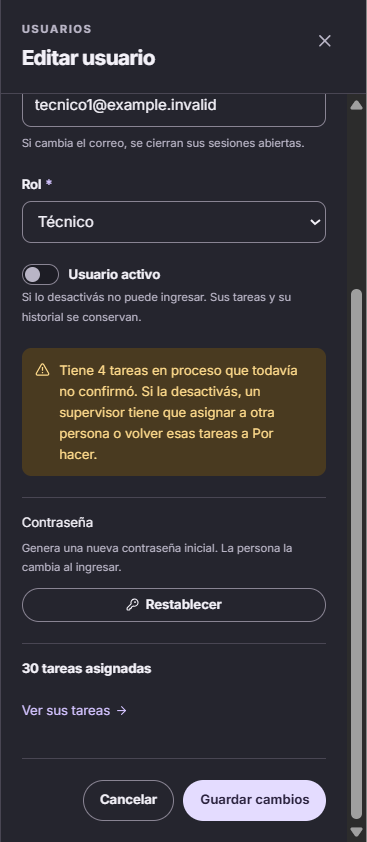 USUARIOS
Editar usuario
tecnico1@example.invalid
Si cambia el correo, se cierran sus sesiones abiertas.
Rol *
Técnico
Usuario activo
Si lo desactivás no puede ingresar. Sus tareas y su
historial se conservan.
Tiene 4 tareas en proceso que todavía
no confirmó. Si la desactivás, un
supervisor tiene que asignar a otra
persona o volver esas tareas a Por
hacer.
Contraseña
Genera una nueva contraseña inicial. La persona la
cambia al ingresar.
Restablecer
30 tareas asignadas
Ver sus tareas →
Cancelar
Guardar cambios